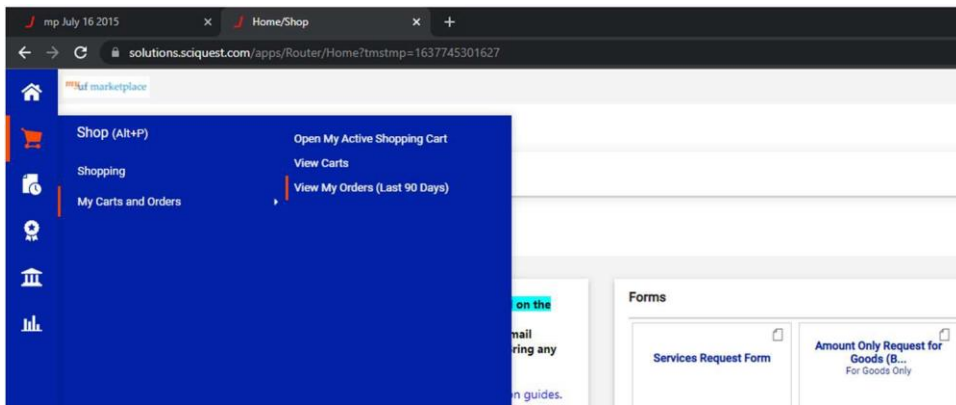 mp July 16 2015
Home/Shop
solutions.sciquest.com/apps/Router/Home?tmstmp=1637745301627
uf marketplace
Shop (Alt+P)
Shopping
My Carts and Orders
Open My Active Shopping Cart
View Carts
View My Orders (Last 90 Days)
on the
mail
ring any
n guides.
Forms
Services Request Form
Amount Only Request for
Goods (B...
For Goods Only